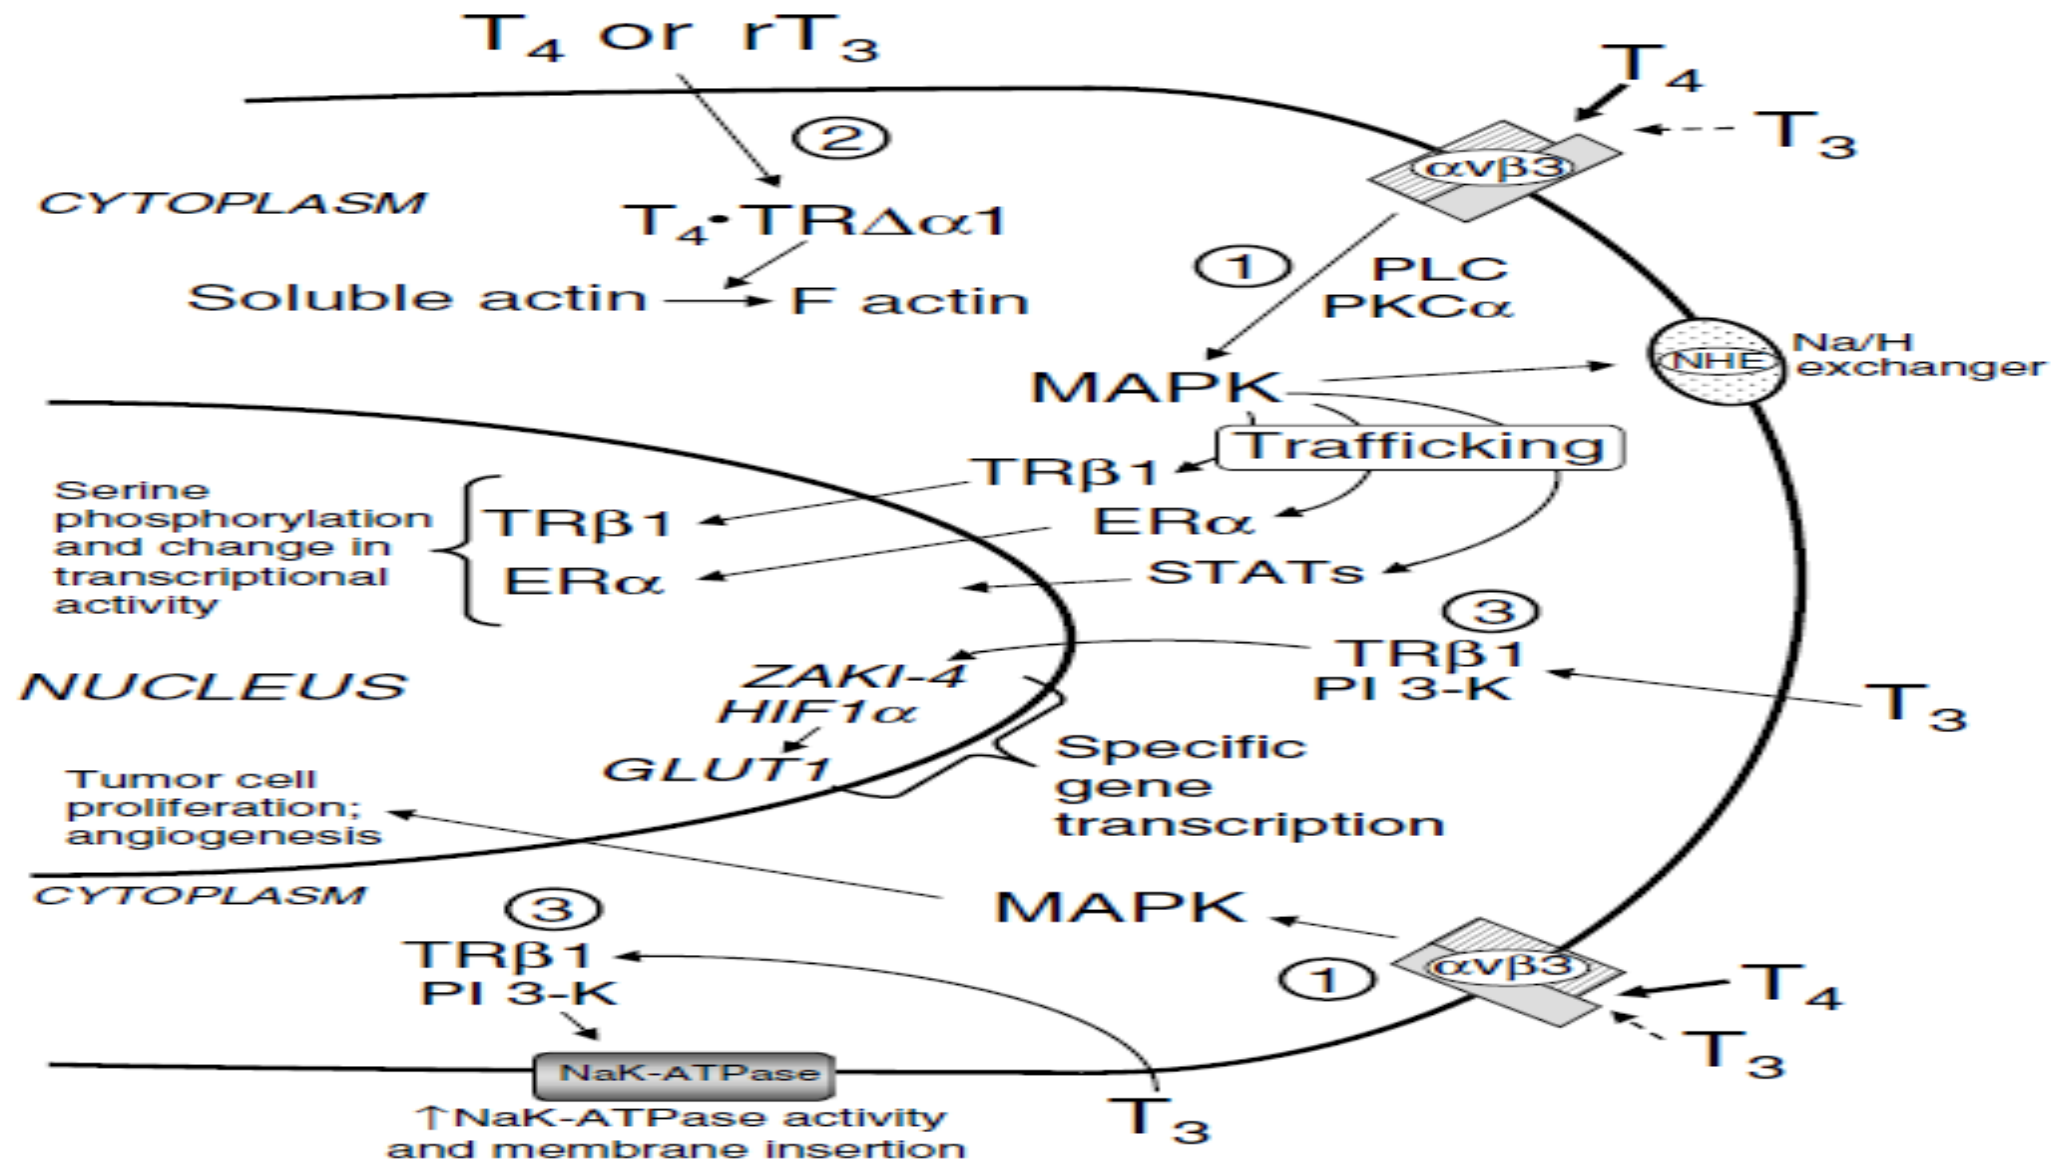 T4 or rT3
T4
T3
2
αvβ3
CYTOPLASM
T4•TRΔα1
1
PLC
PKCα
Soluble actin
F actin
Na/H
exchanger
NHE
MAPK
Trafficking
TRβ1
Serine
phosphorylation
and change in
transcriptional
activity
TRβ1
ERα
ERα
STATs
3
TRβ1
PI 3-K
NUCLEUS
ZAKI-4
HIF1α
T3
GLUT1
Specific
gene
transcription
Tumor cell
proliferation;
angiogenesis
CYTOPLASM
3
MAPK
TRβ1
PI 3-K
1
αvβ3
T4
T3
NaK-ATPase
↑NaK-ATPase activity
and membrane insertion
T3